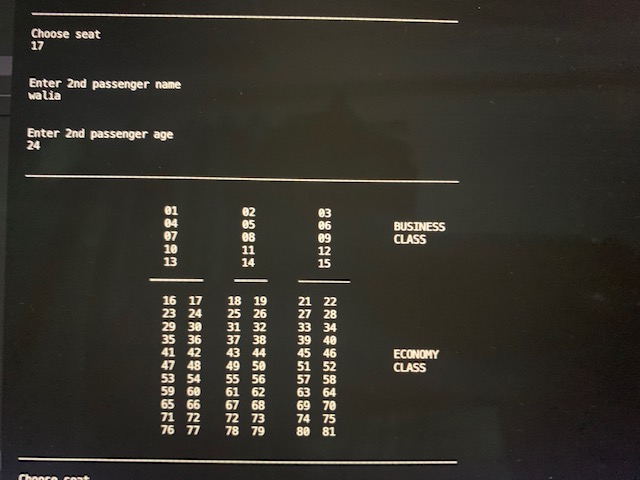 Choose seat
17
Enter 2nd passenger name
walia
Enter 2nd passenger age
24
01 02 03
04 05 06 BUSINESS
07 08 09 CLASS
10 11 12
13 14 15
16 17 18 19 21 22
23 24 25 26 27 28
29 30 31 32 33 34
35 36 37 38 39 40
41 42 43 44 45 46 ECONOMY
47 48 49 50 51 52 CLASS
53 54 55 56 57 58
59 60 61 62 63 64
65 66 67 68 69 70
71 72 72 73 74 75
76 77 78 79 80 81
Choose seat